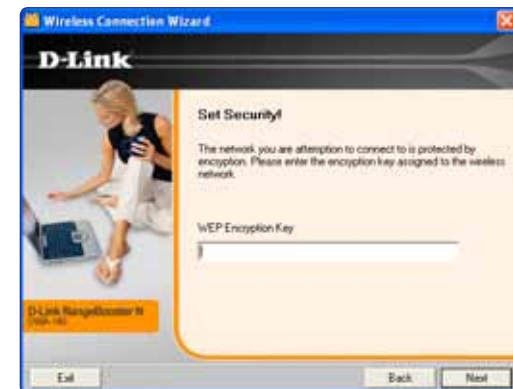 Wireless Connection Wizard
D-Link
Set Security!
The network you are attemption to connect to is protected by
encryption. Please enter the encryption key assigned to the wireless
network.
WEP Encryption Key
D-Link RangeBooster N
Exit
Back
Next